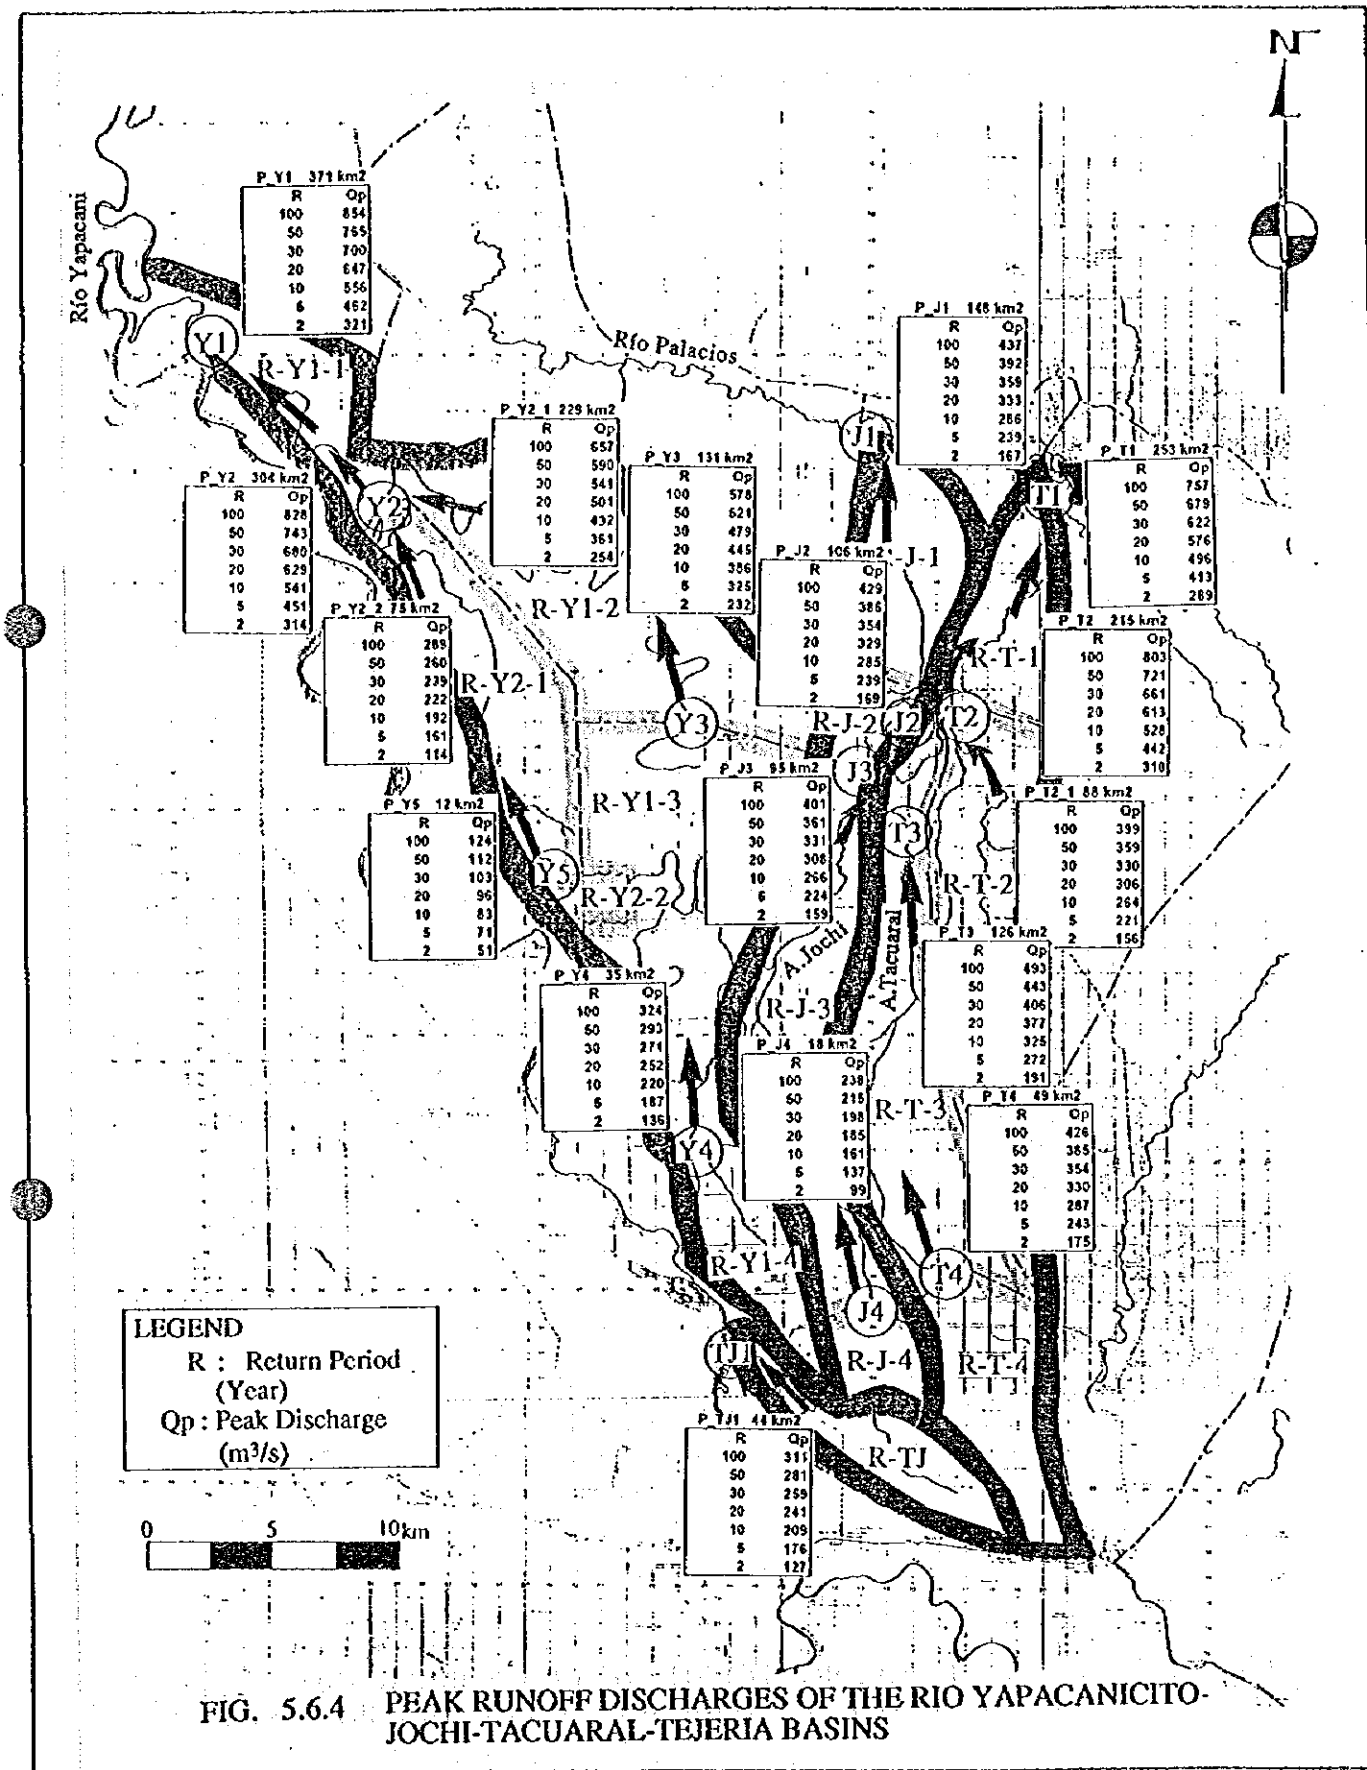 N
Río Yapacaní
P_Y1 371 km2
R Qp
100 854
50 765
30 700
20 647
10 556
5 462
2 321
Y1
R-Y1-1
Río Palacios
P_J1 148 km2
R Qp
100 437
50 392
30 359
20 333
10 286
5 239
2 167
J1
P_Y2_1 229 km2
R Qp
100 657
50 590
30 541
20 501
10 432
5 361
2 254
P_Y3 131 km2
R Qp
100 578
50 521
30 479
20 445
10 386
5 325
2 232
P_T1 253 km2
R Qp
100 757
50 679
30 622
20 576
10 496
5 413
2 289
T1
P_Y2 304 km2
R Qp
100 828
50 743
30 680
20 629
10 541
5 451
2 314
Y2
P_J2 106 km2
R Qp
100 429
50 386
30 354
20 329
10 285
5 239
2 169
-J-1
R-Y1-2
P_Y2_2 75 km2
R Qp
100 289
50 260
30 239
20 222
10 192
5 161
2 114
R-Y2-1
P_T2 215 km2
R Qp
100 803
50 721
30 661
20 613
10 528
5 442
2 310
R-T-1
Y3
R-J-2
J2
T2
J3
P_J3 95 km2
R Qp
100 401
50 361
30 331
20 308
10 266
5 224
2 159
P_T2_1 88 km2
R Qp
100 399
50 359
30 330
20 306
10 264
5 221
2 156
P_Y5 12 km2
R Qp
100 124
50 112
30 103
20 96
10 83
5 71
2 51
R-Y1-3
T3
Y5
R-Y2-2
R-T-2
A.Jochi
A.Tacuaral
P_T3 126 km2
R Qp
100 493
50 443
30 406
20 377
10 325
5 272
2 191
P_Y4 35 km2
R Qp
100 324
50 293
30 271
20 252
10 220
5 187
2 136
R-J-3
P_J4 18 km2
R Qp
100 238
50 215
30 198
20 185
10 161
5 137
2 99
R-T-3
P_T4 49 km2
R Qp
100 426
50 385
30 354
20 330
10 287
5 243
2 175
Y4
R-Y1-4
T4
J4
TJ1
R-J-4
R-T-4
LEGEND
R : Return Period
(Year)
Qp : Peak Discharge
(m³/s)
P_TJ1 44 km2
R Qp
100 311
50 281
30 259
20 241
10 209
5 176
2 127
R-TJ
0 5 10km
FIG. 5.6.4 PEAK RUNOFF DISCHARGES OF THE RIO YAPACANICITO-
JOCHI-TACUARAL-TEJERIA BASINS